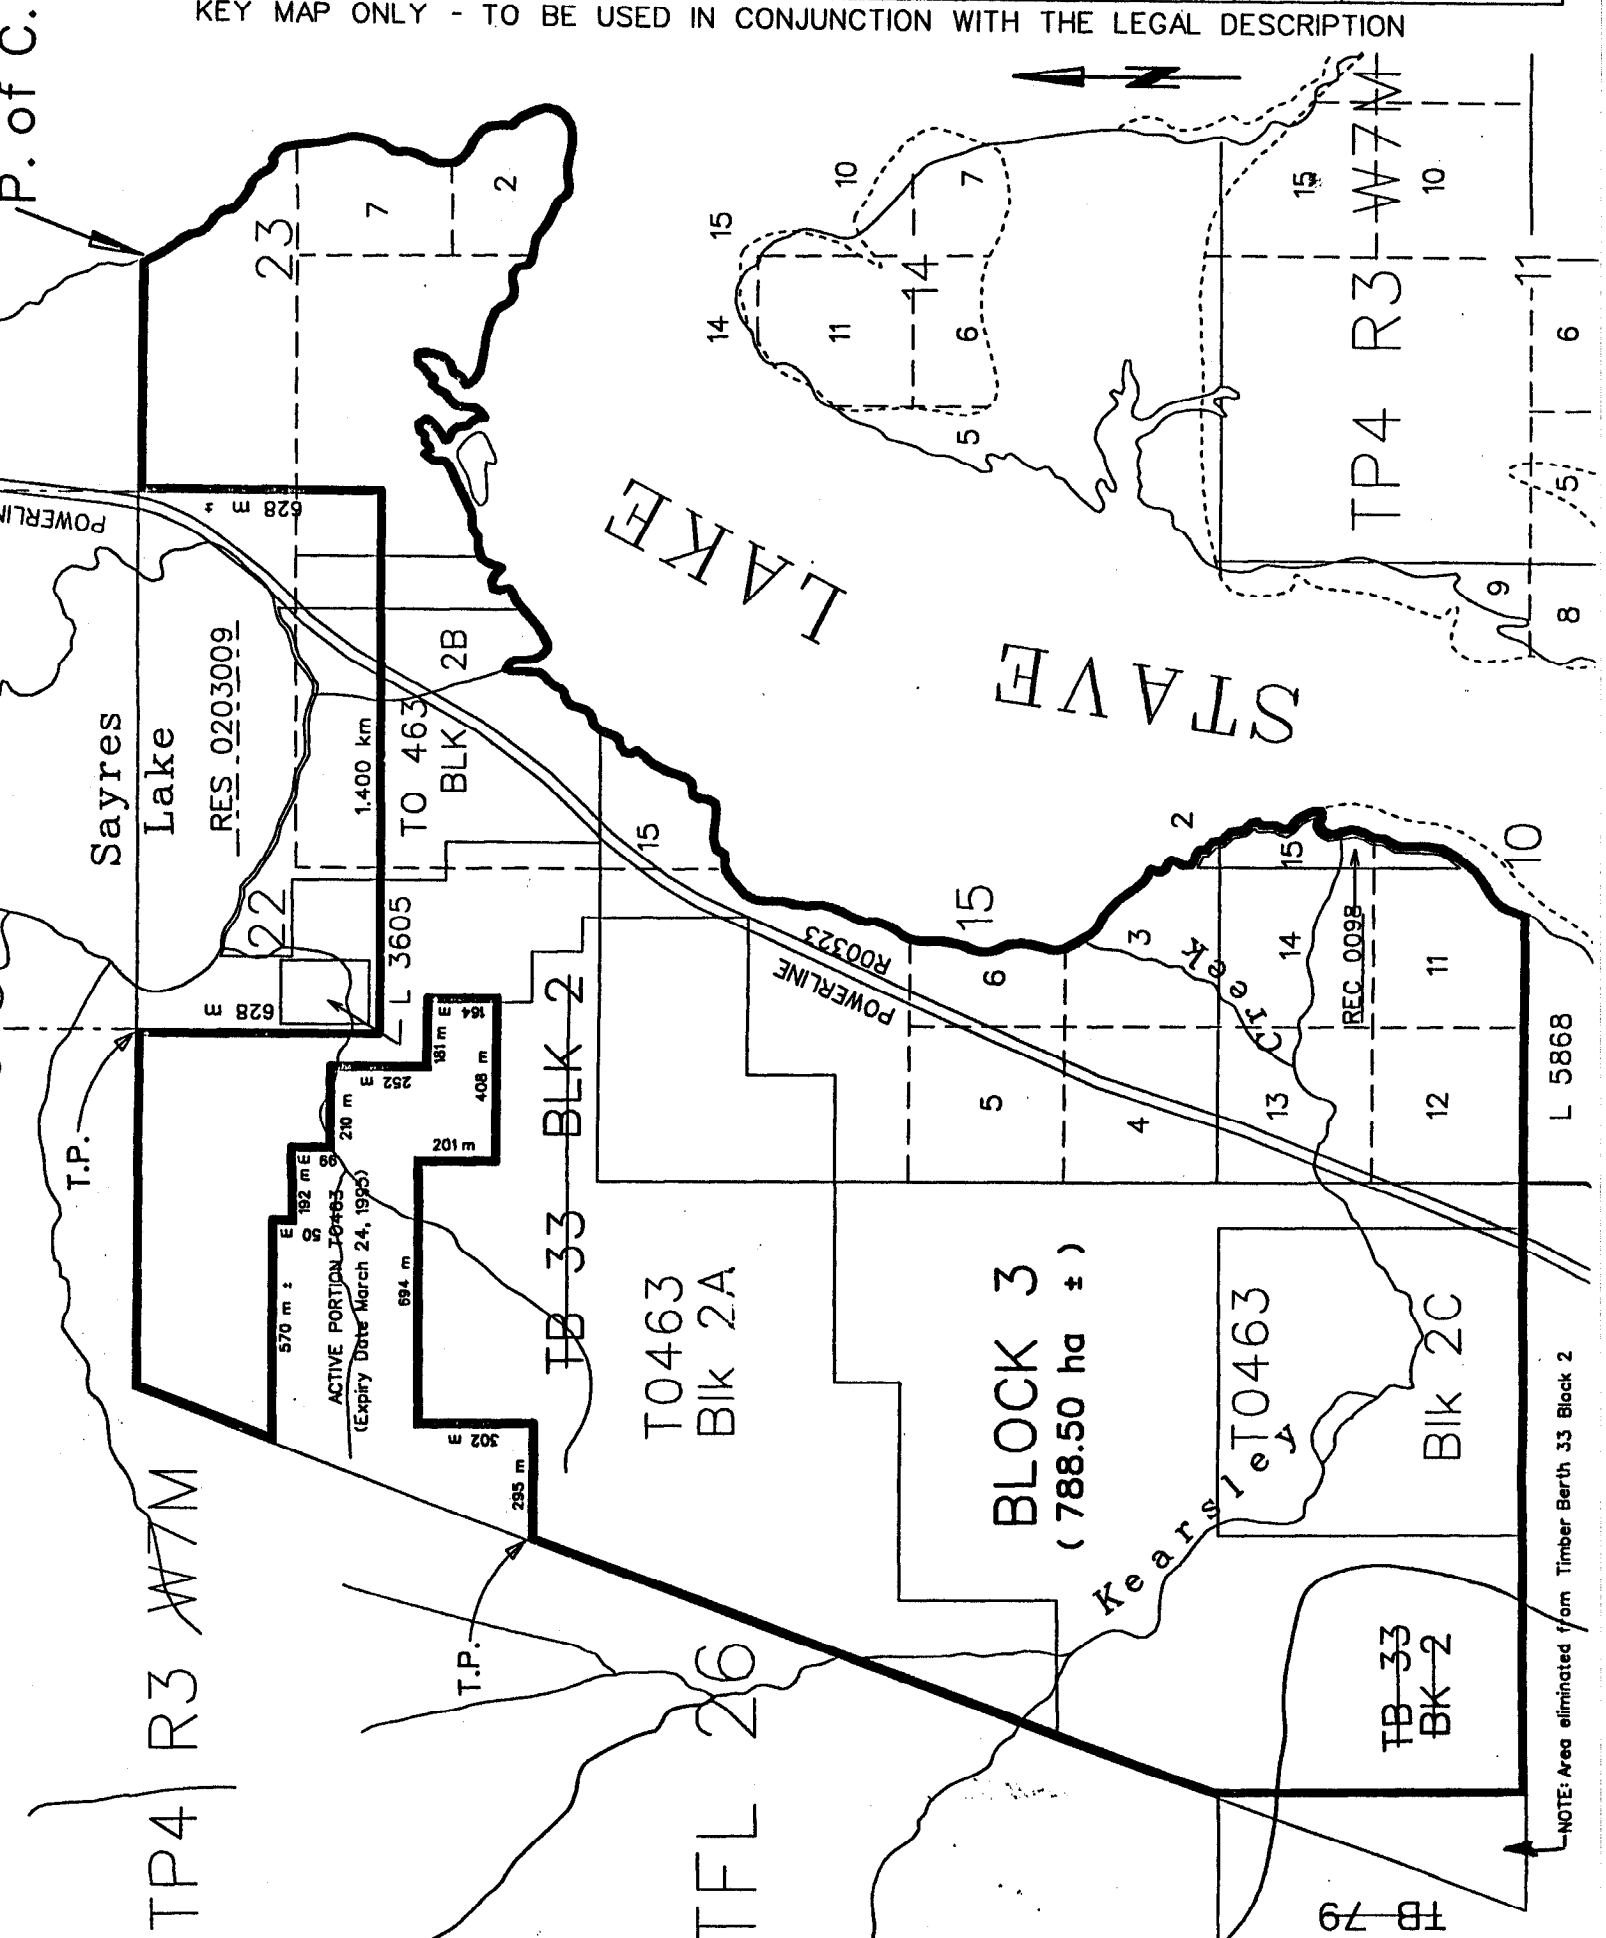 KEY MAP ONLY - TO BE USED IN CONJUNCTION WITH THE LEGAL DESCRIPTION
P. of C.
N
23
7
2
10
7
15
14
14
11
6
5
15
10
TP4 R3 W7M
11
6
5
9
8
POWERLINE
628 m ±
Sayres
Lake
RES 0203009
1.400 km
TO 463
BLK 2B
STAVE LAKE
22
628 m
L 3605
15
T.P.
570 m ±
50 m
192 m
99 m
210 m
252 m
181 m
164 m
408 m
201 m
694 m
302 m
295 m
ACTIVE PORTION T0463
(Expiry Date March 24, 1995)
TB 33 BLK 2
T0463
Blk 2A
R00323
POWERLINE
15
6
5
3
4
2
15
14
13
REC 0098
11
12
10
L 5868
Kearsley Creek
BLOCK 3
( 788.50 ha ± )
T0463
Blk 2C
TP4 R3 W7M
T.P.
TFL 26
TB 33
BK 2
TB 79
NOTE: Area eliminated from Timber Berth 33 Block 2